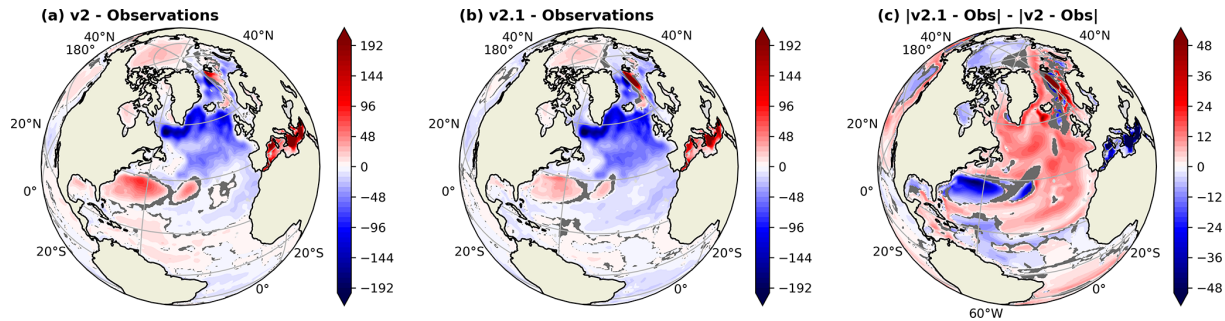 (a) v2 - Observations
40°N
180°
40°N
20°N
0°
20°S
20°S
0°
192
144
96
48
0
−48
−96
−144
−192
(b) v2.1 - Observations
40°N
180°
40°N
20°N
0°
20°S
20°S
0°
192
144
96
48
0
−48
−96
−144
−192
(c) |v2.1 - Obs| - |v2 - Obs|
40°N
180°
40°N
20°N
0°
20°S
20°S
0°
60°W
48
36
24
12
0
−12
−24
−36
−48